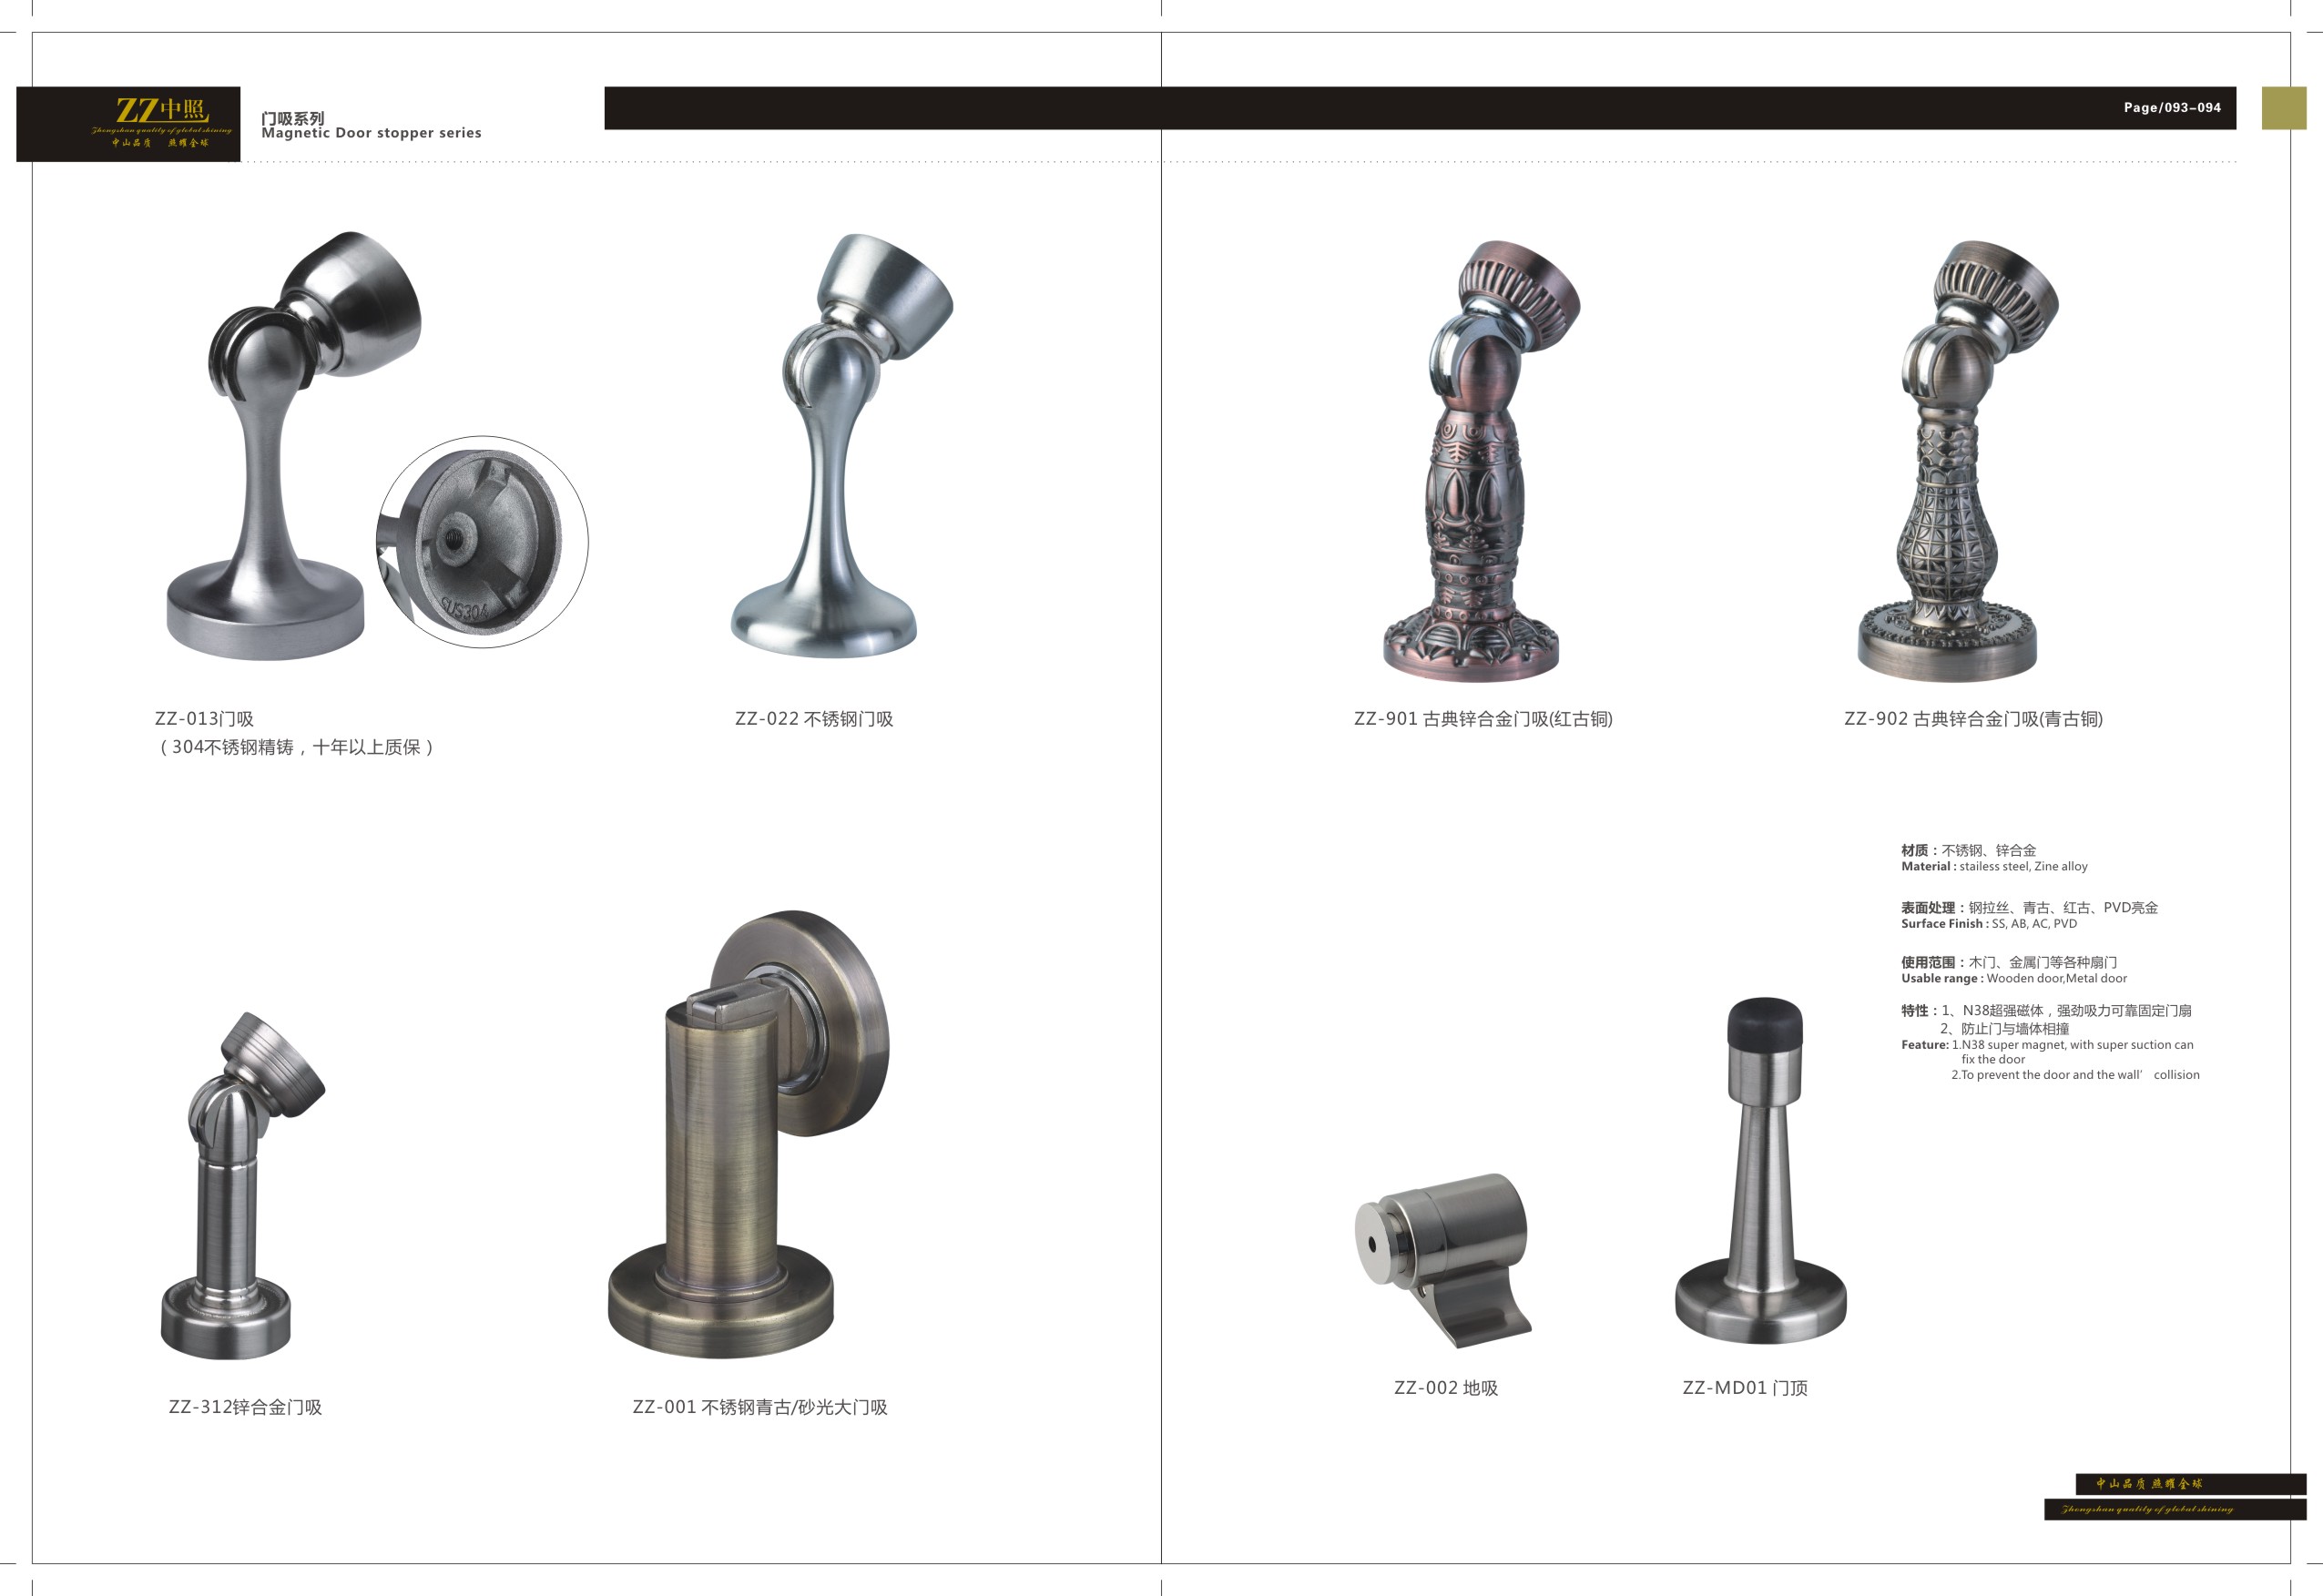 ZZ中照
Zhongshan quality of global shining
中山品质 照耀全球
门吸系列
Magnetic Door stopper series
Page/093-094
SUS304
ZZ-013门吸
（304不锈钢精铸，十年以上质保）
ZZ-022 不锈钢门吸
ZZ-901 古典锌合金门吸(红古铜)
ZZ-902 古典锌合金门吸(青古铜)
材质：不锈钢、锌合金
Material : stailess steel, Zine alloy
表面处理：钢拉丝、青古、红古、PVD亮金
Surface Finish : SS, AB, AC, PVD
使用范围：木门、金属门等各种扇门
Usable range : Wooden door,Metal door
特性：1、N38超强磁体，强劲吸力可靠固定门扇
2、防止门与墙体相撞
Feature: 1.N38 super magnet, with super suction can
fix the door
2.To prevent the door and the wall’ collision
ZZ-312锌合金门吸
ZZ-001 不锈钢青古/砂光大门吸
ZZ-002 地吸
ZZ-MD01 门顶
中山品质 照耀全球
Zhongshan quality of global shining